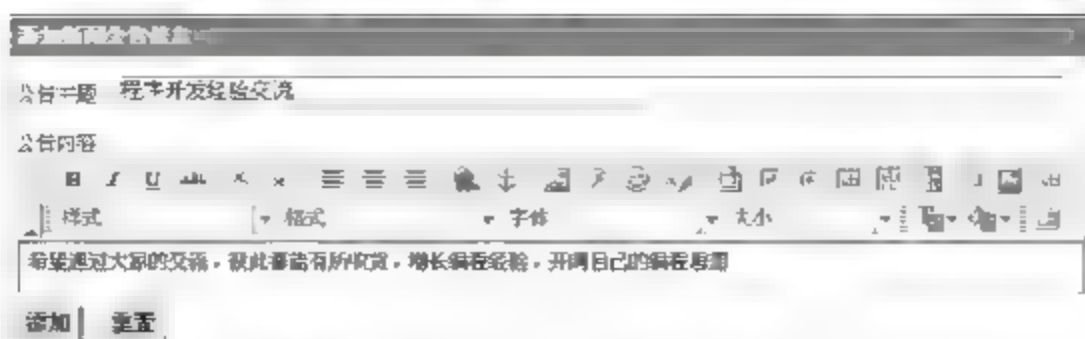 公告主题 程序开发经验交流
公告内容
B I U abc
样式 格式 字体 大小
希望通过大家的交流，彼此都能有所收货，增长编程经验，开阔自己的编程思路
添加 重置